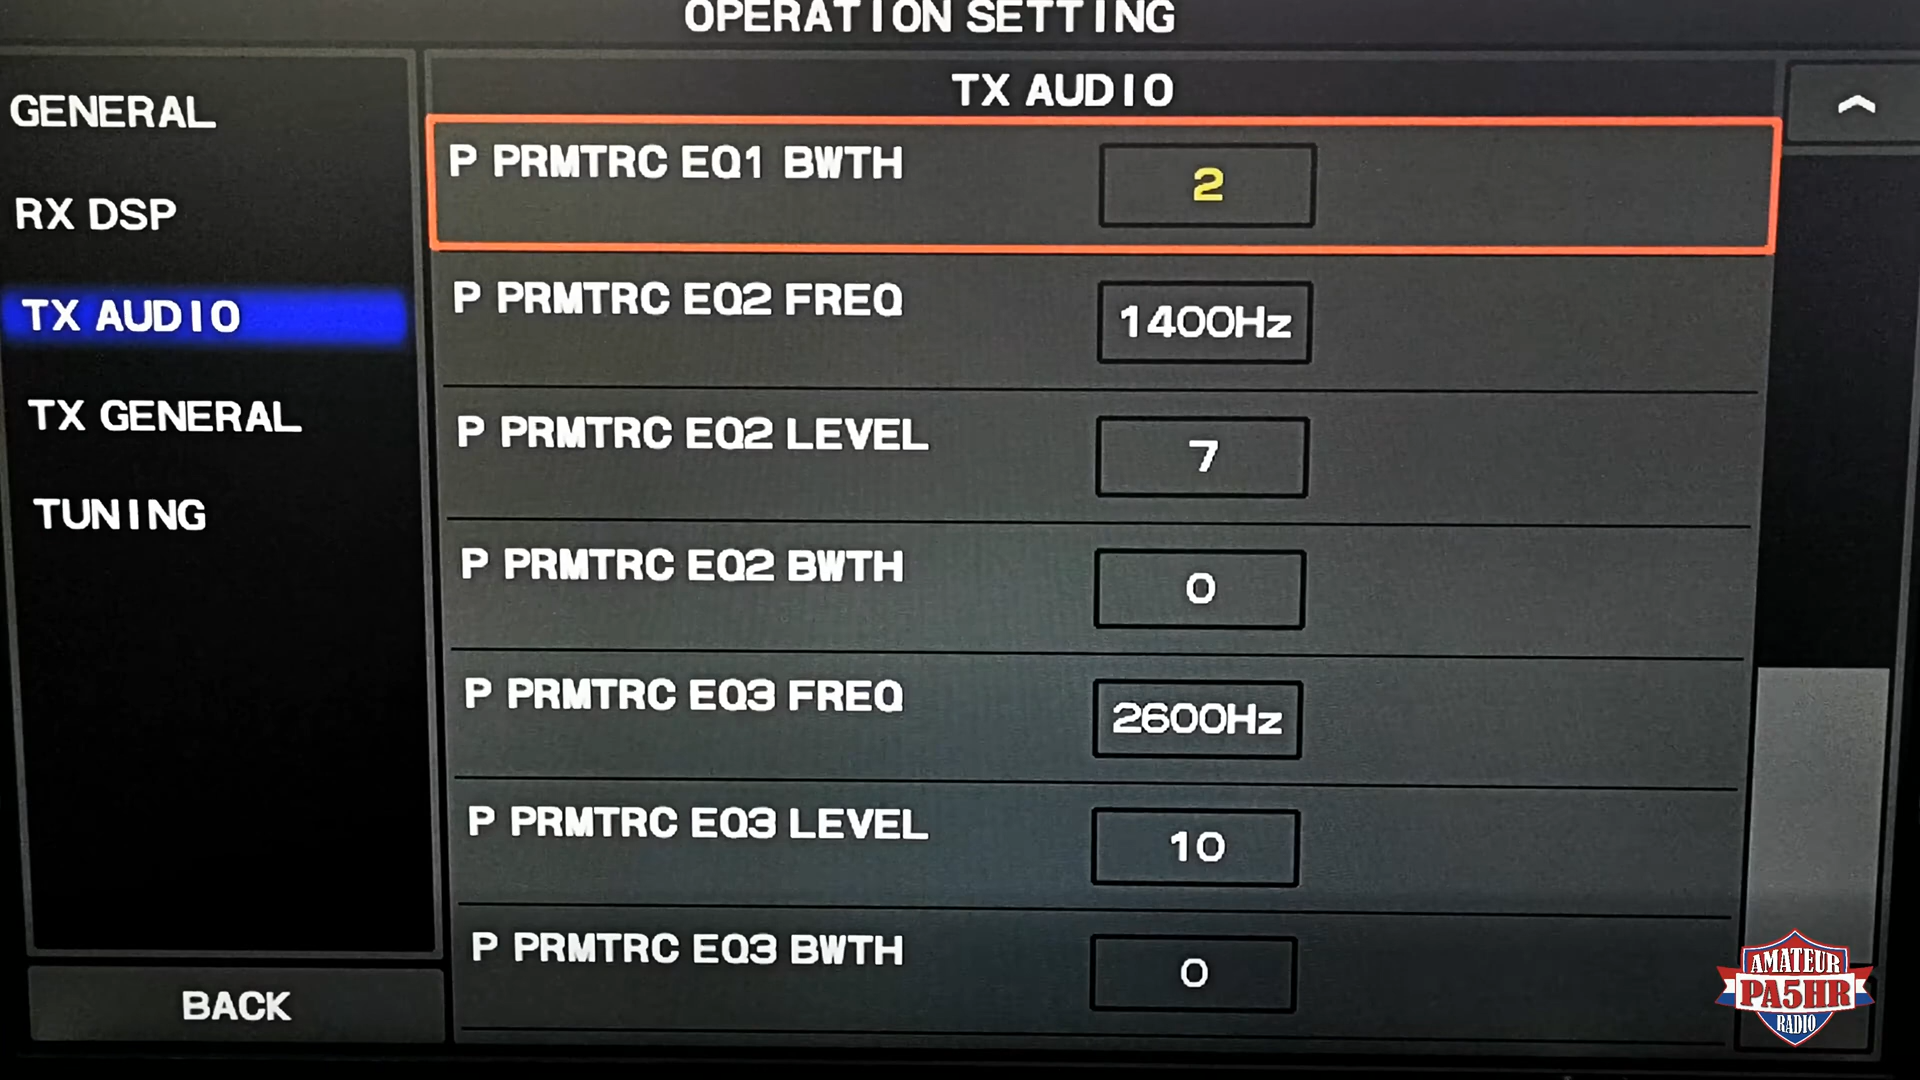 OPERATION SETTING
GENERAL
RX DSP
TX AUDIO
TX GENERAL
TUNING
BACK
TX AUDIO
P PRMTRC EQ1 BWTH 2
P PRMTRC EQ2 FREQ 1400Hz
P PRMTRC EQ2 LEVEL 7
P PRMTRC EQ2 BWTH 0
P PRMTRC EQ3 FREQ 2600Hz
P PRMTRC EQ3 LEVEL 10
P PRMTRC EQ3 BWTH 0
AMATEUR
PA5HR
RADIO